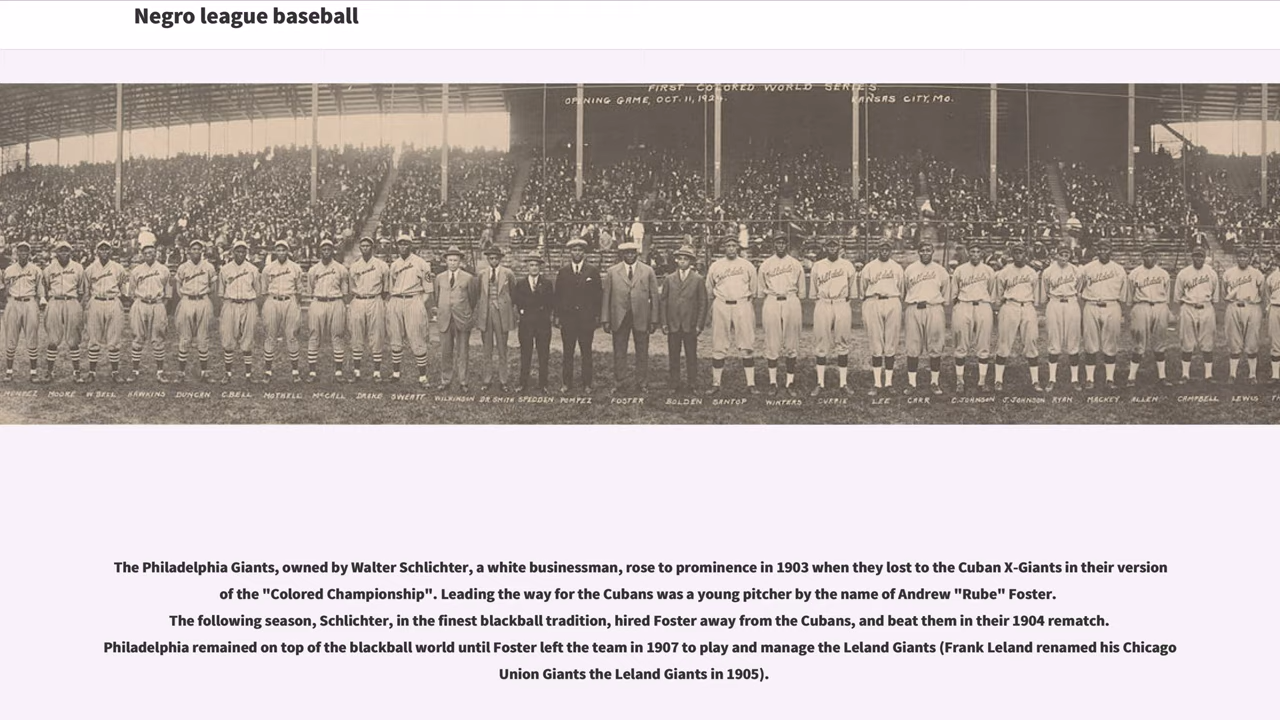 Negro league baseball
FIRST COLORED WORLD SERIES
OPENING GAME, OCT. 11, 1924. KANSAS CITY, MO.
MENDEZ MOORE W. BELL HAWKINS DUNCAN C. BELL MOTHELL McCALL DRAKE SWEATT WILKINSON DR SMITH SPEDDEN POMPEZ FOSTER BOLDEN SANTOP WINTERS CURRIE LEE CARR C. JOHNSON J. JOHNSON RYAN MACKEY ALLEN CAMPBELL LEWIS
The Philadelphia Giants, owned by Walter Schlichter, a white businessman, rose to prominence in 1903 when they lost to the Cuban X-Giants in their version
of the "Colored Championship". Leading the way for the Cubans was a young pitcher by the name of Andrew "Rube" Foster.
The following season, Schlichter, in the finest blackball tradition, hired Foster away from the Cubans, and beat them in their 1904 rematch.
Philadelphia remained on top of the blackball world until Foster left the team in 1907 to play and manage the Leland Giants (Frank Leland renamed his Chicago
Union Giants the Leland Giants in 1905).